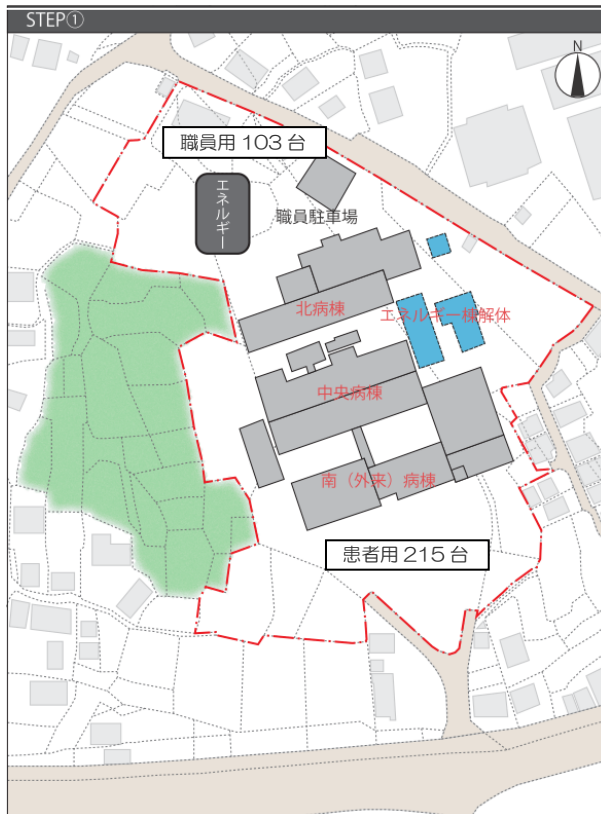 STEP①
N
職員用 103 台
エネルギー
職員駐車場
北病棟
エネルギー棟解体
中央病棟
南（外来）病棟
患者用 215 台